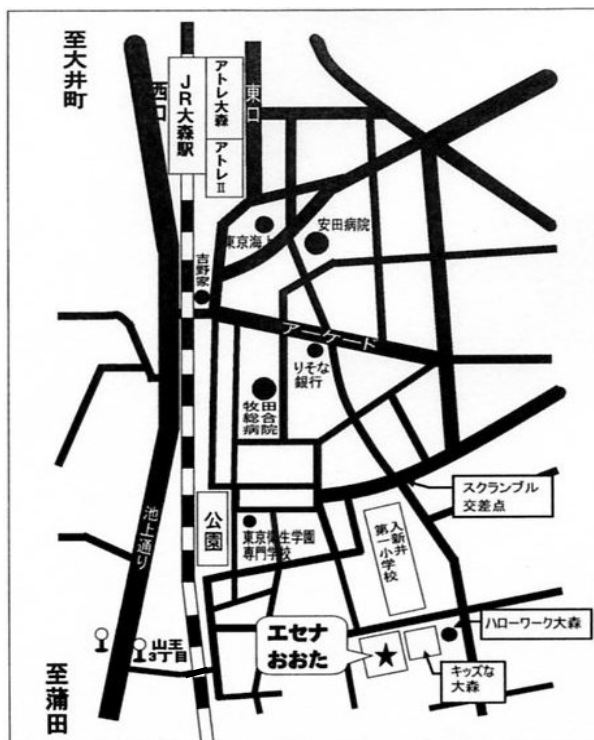 至大井町
西口
JR大森駅
アトレ大森
アトレⅡ
東口
東京海上
安田病院
吉野家
アーケード
りそな
銀行
牧田
総合
病院
スクランブル
交差点
公園
池上通り
東京衛生学園
専門学校
入新井
第一小学校
ハローワーク大森
エセナ
おおた
キッズな
大森
山王
3丁目
至蒲田